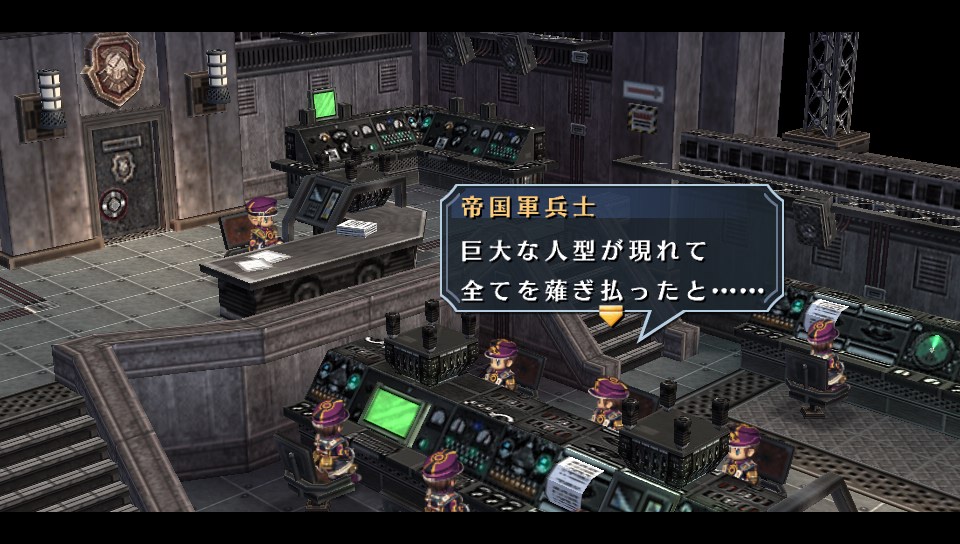 帝国軍兵士
巨大な人型が現れて
全てを薙ぎ払ったと……